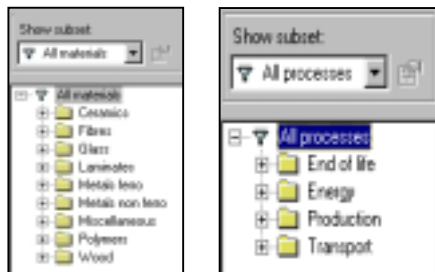 Show subset:
All materials
All materials
Ceramics
Fibres
Glass
Laminates
Metals ferro
Metals non ferro
Miscellaneous
Polymers
Wood
Show subset:
All processes
All processes
End of life
Energy
Production
Transport